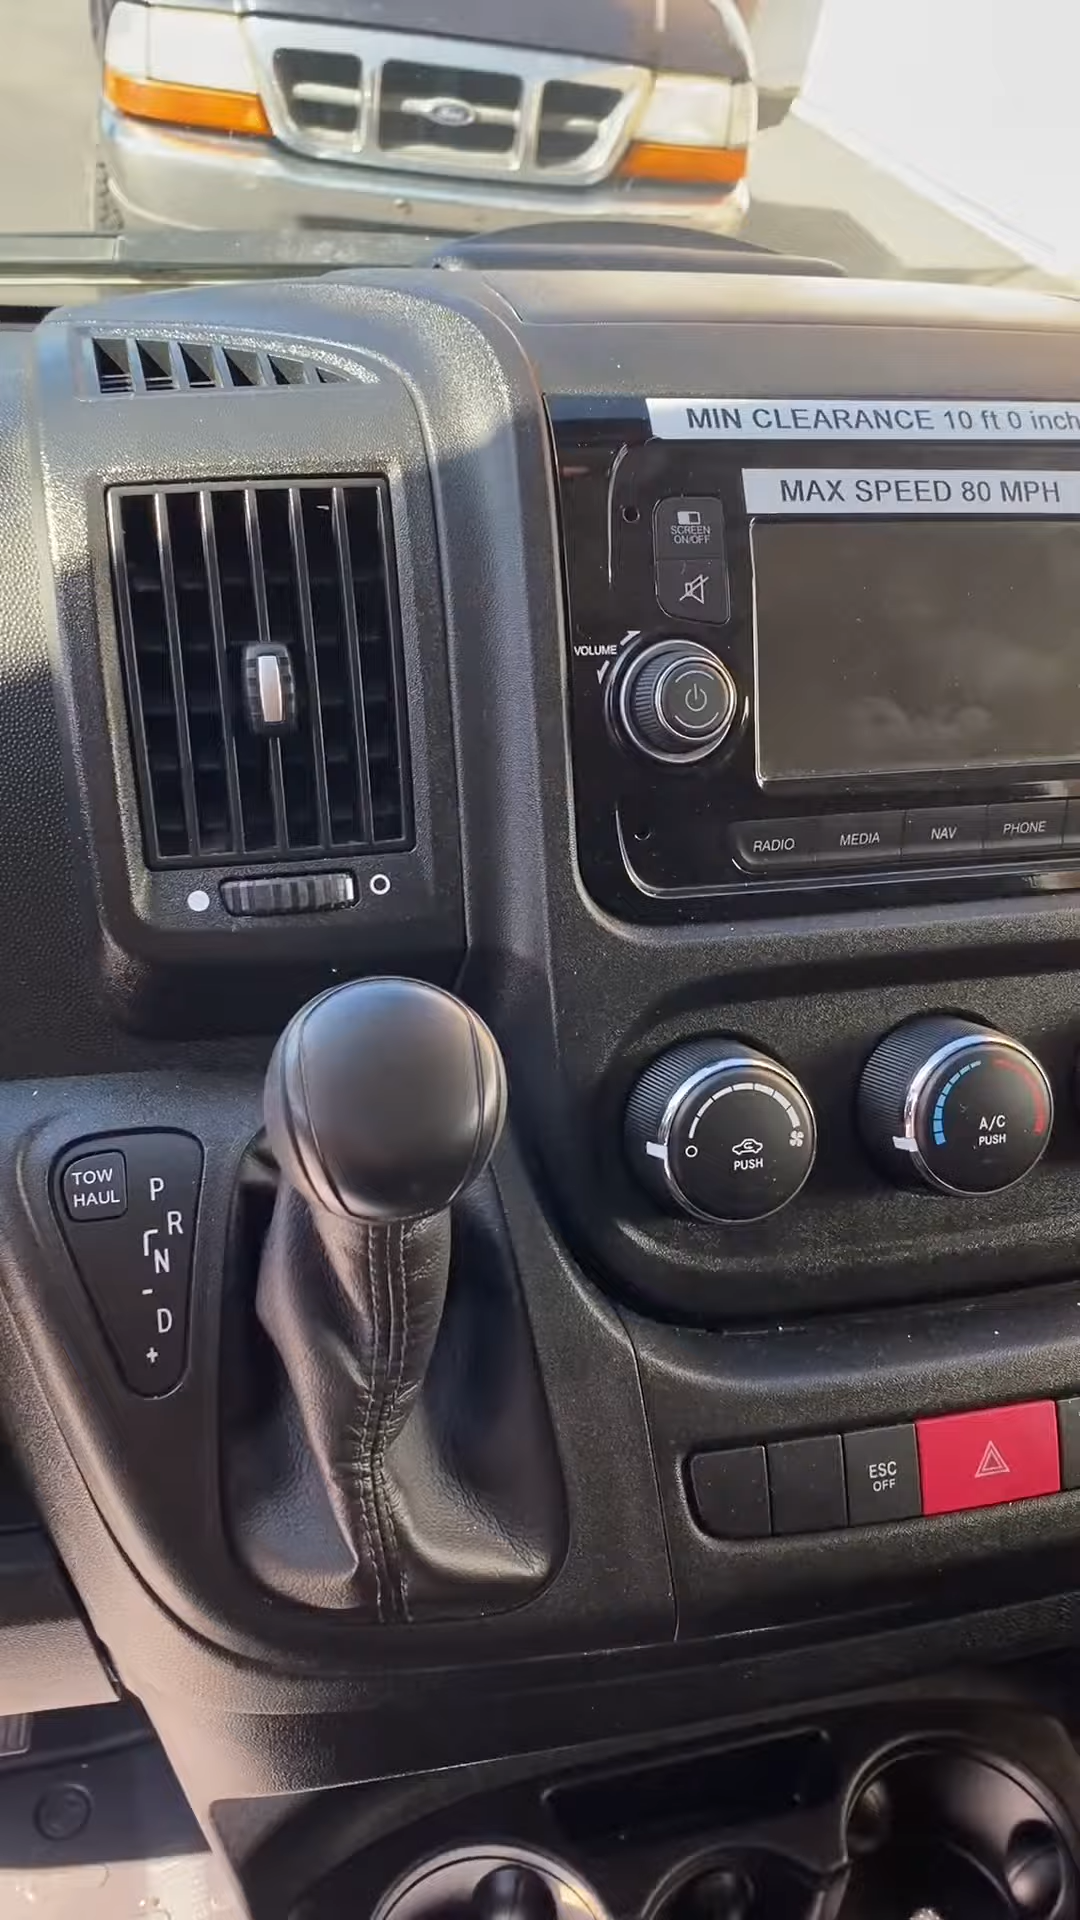 Ford
MIN CLEARANCE 10 ft 0 inch
MAX SPEED 80 MPH
SCREEN
ON/OFF
VOLUME
RADIO MEDIA NAV PHONE
A/C
PUSH
PUSH
TOW
HAUL
P
R
N
-
D
+
ESC
OFF